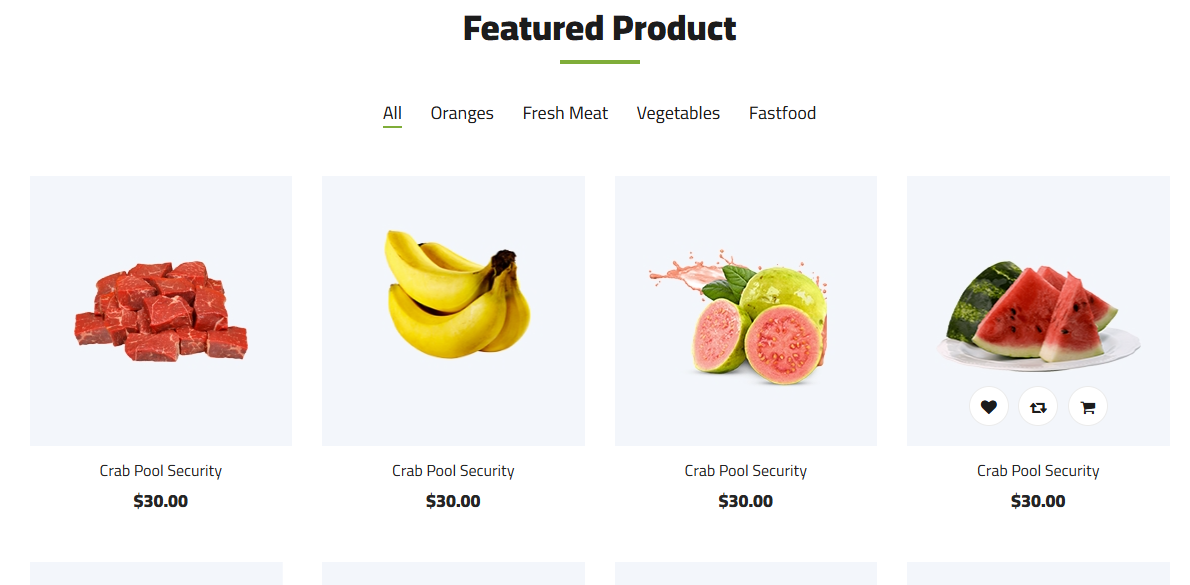 Featured Product
All Oranges Fresh Meat Vegetables Fastfood
Crab Pool Security Crab Pool Security Crab Pool Security Crab Pool Security
$30.00 $30.00 $30.00 $30.00